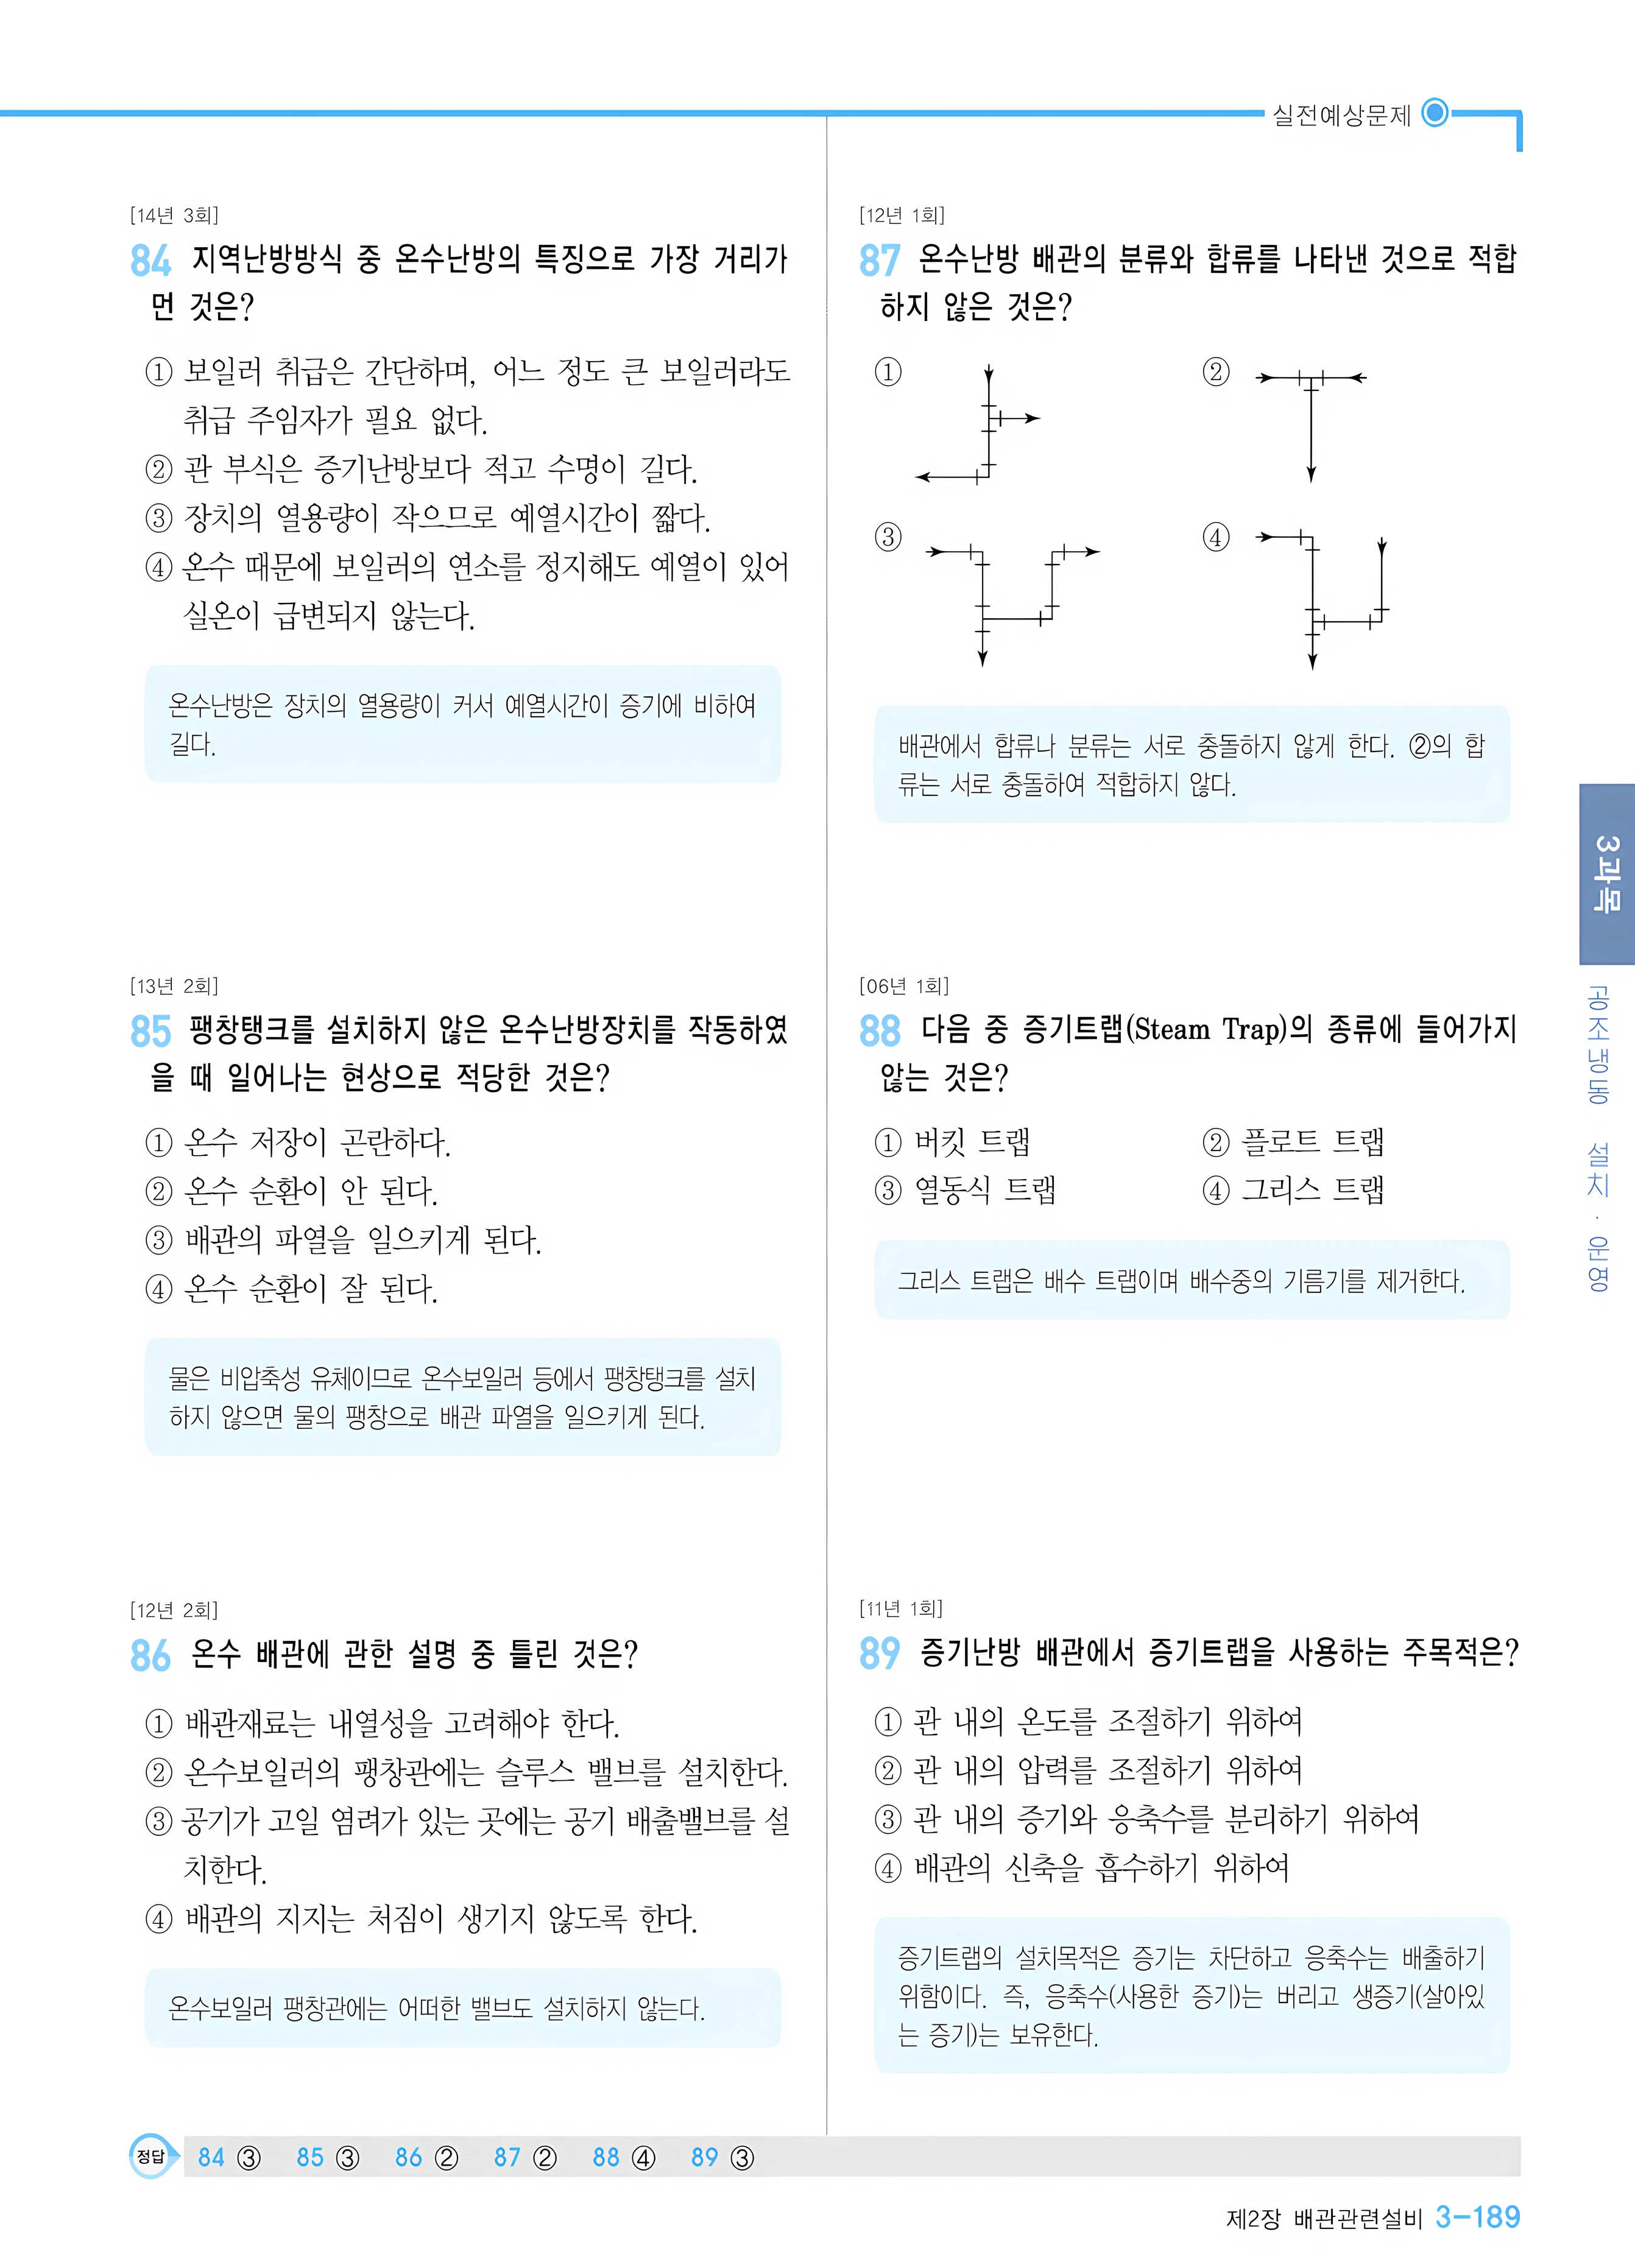 실전예상문제
[14년 3회]
84 지역난방방식 중 온수난방의 특징으로 가장 거리가
먼 것은?
① 보일러 취급은 간단하며, 어느 정도 큰 보일러라도
취급 주임자가 필요 없다.
② 관 부식은 증기난방보다 적고 수명이 길다.
③ 장치의 열용량이 작으므로 예열시간이 짧다.
④ 온수 때문에 보일러의 연소를 정지해도 예열이 있어
실온이 급변되지 않는다.
온수난방은 장치의 열용량이 커서 예열시간이 증기에 비하여
길다.
[13년 2회]
85 팽창탱크를 설치하지 않은 온수난방장치를 작동하였
을 때 일어나는 현상으로 적당한 것은?
① 온수 저장이 곤란하다.
② 온수 순환이 안 된다.
③ 배관의 파열을 일으키게 된다.
④ 온수 순환이 잘 된다.
물은 비압축성 유체이므로 온수보일러 등에서 팽창탱크를 설치
하지 않으면 물의 팽창으로 배관 파열을 일으키게 된다.
[12년 2회]
86 온수 배관에 관한 설명 중 틀린 것은?
① 배관재료는 내열성을 고려해야 한다.
② 온수보일러의 팽창관에는 슬루스 밸브를 설치한다.
③ 공기가 고일 염려가 있는 곳에는 공기 배출밸브를 설
치한다.
④ 배관의 지지는 처짐이 생기지 않도록 한다.
온수보일러 팽창관에는 어떠한 밸브도 설치하지 않는다.
[12년 1회]
87 온수난방 배관의 분류와 합류를 나타낸 것으로 적합
하지 않은 것은?
① ②
③ ④
배관에서 합류나 분류는 서로 충돌하지 않게 한다. ②의 합
류는 서로 충돌하여 적합하지 않다.
[06년 1회]
88 다음 중 증기트랩(Steam Trap)의 종류에 들어가지
않는 것은?
① 버킷 트랩 ② 플로트 트랩
③ 열동식 트랩 ④ 그리스 트랩
그리스 트랩은 배수 트랩이며 배수중의 기름기를 제거한다.
[11년 1회]
89 증기난방 배관에서 증기트랩을 사용하는 주목적은?
① 관 내의 온도를 조절하기 위하여
② 관 내의 압력를 조절하기 위하여
③ 관 내의 증기와 응축수를 분리하기 위하여
④ 배관의 신축을 흡수하기 위하여
증기트랩의 설치목적은 증기는 차단하고 응축수는 배출하기
위함이다. 즉, 응축수(사용한 증기)는 버리고 생증기(살아있
는 증기)는 보유한다.
3과목
공조냉동 설치·운영
정답 84 ③ 85 ③ 86 ② 87 ② 88 ④ 89 ③
제2장 배관관련설비 3-189